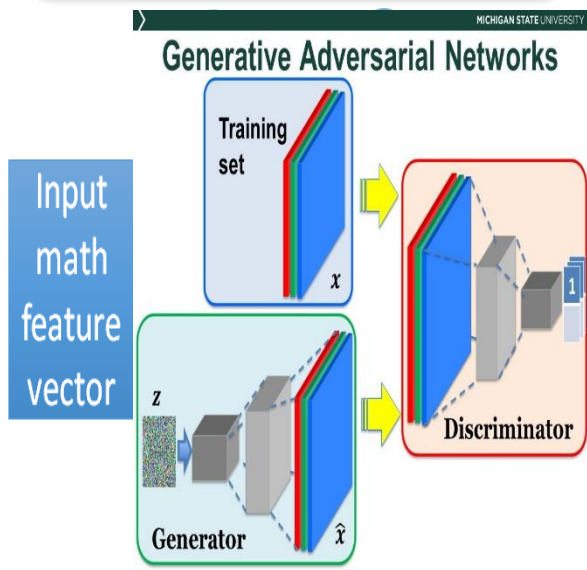 MICHIGAN STATE UNIVERSITY
Generative Adversarial Networks
Training
set
x
Input
math
feature
vector
1
Discriminator
z
Generator
x̂